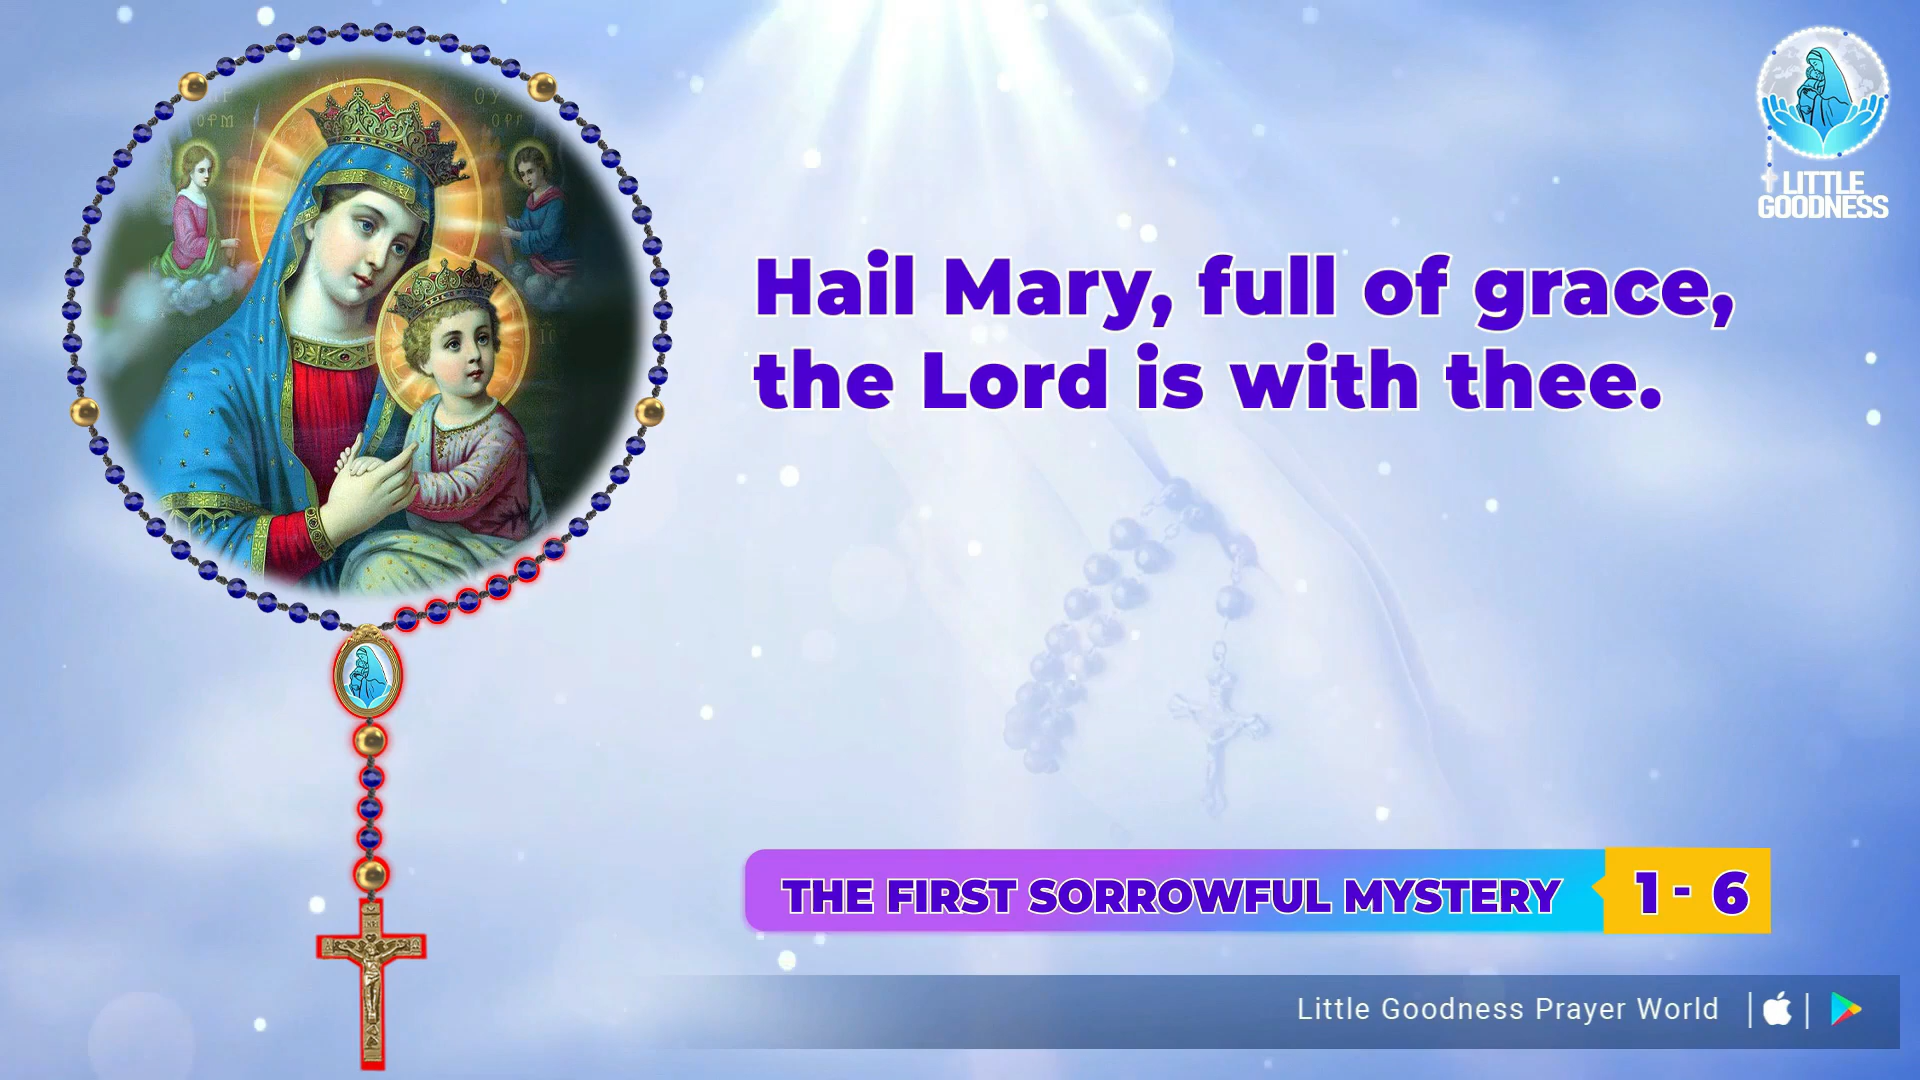 LITTLE
GOODNESS
Hail Mary, full of grace,
the Lord is with thee.
THE FIRST SORROWFUL MYSTERY 1 - 6
Little Goodness Prayer World